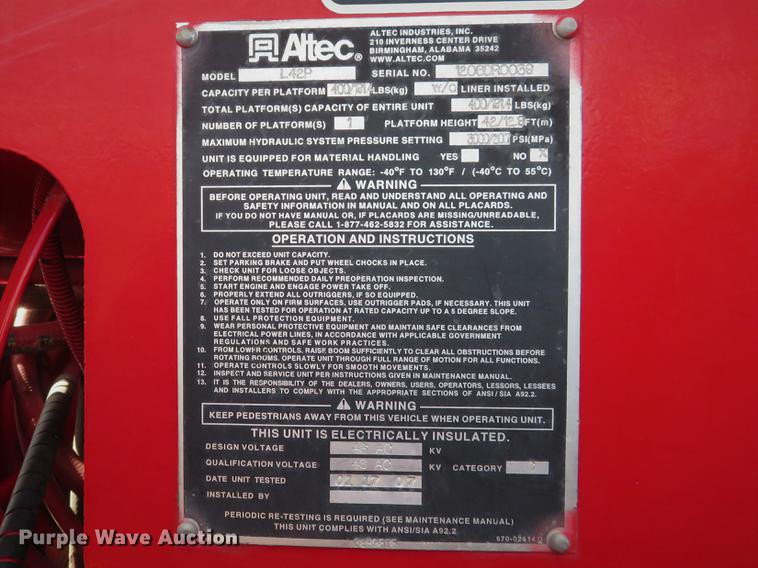 Altec®
ALTEC INDUSTRIES, INC.
210 INVERNESS CENTER DRIVE
BIRMINGHAM, ALABAMA 35242
WWW.ALTEC.COM
MODEL L42P SERIAL NO.
CAPACITY PER PLATFORM LBS(kg) W/O LINER INSTALLED
TOTAL PLATFORM(S) CAPACITY OF ENTIRE UNIT 400/181.4 LBS(kg)
NUMBER OF PLATFORM(S) 1 PLATFORM HEIGHT 42/12.8 FT(m)
MAXIMUM HYDRAULIC SYSTEM PRESSURE SETTING 3000/207 PSI(MPa)
UNIT IS EQUIPPED FOR MATERIAL HANDLING YES NO X
OPERATING TEMPERATURE RANGE: -40°F TO 130°F / (-40°C TO 55°C)
WARNING
BEFORE OPERATING UNIT, READ AND UNDERSTAND ALL OPERATING AND
SAFETY INFORMATION IN MANUAL AND ON ALL PLACARDS.
IF YOU DO NOT HAVE MANUAL OR, IF PLACARDS ARE MISSING/UNREADABLE,
PLEASE CALL 1-877-462-5832 FOR ASSISTANCE.
OPERATION AND INSTRUCTIONS
1. DO NOT EXCEED UNIT CAPACITY.
2. SET PARKING BRAKE AND PUT WHEEL CHOCKS IN PLACE.
3. CHECK UNIT FOR LOOSE OBJECTS.
4. PERFORM RECOMMENDED DAILY PREOPERATION INSPECTION.
5. START ENGINE AND ENGAGE POWER TAKE OFF.
6. PROPERLY EXTEND ALL OUTRIGGERS, IF SO EQUIPPED.
7. OPERATE ONLY ON FIRM SURFACES. USE OUTRIGGER PADS, IF NECESSARY. THIS UNIT
HAS BEEN TESTED FOR OPERATION AT RATED CAPACITY UP TO A 5 DEGREE SLOPE.
8. USE FALL PROTECTION EQUIPMENT.
9. WEAR PERSONAL PROTECTIVE EQUIPMENT AND MAINTAIN SAFE CLEARANCES FROM
ELECTRICAL POWER LINES, IN ACCORDANCE WITH APPLICABLE GOVERNMENT
REGULATIONS AND SAFE WORK PRACTICES.
10. FROM LOWER CONTROLS, RAISE BOOM SUFFICIENTLY TO CLEAR ALL OBSTRUCTIONS BEFORE
ROTATING BOOMS. OPERATE UNIT THROUGH FULL RANGE OF MOTION FOR ALL FUNCTIONS.
11. OPERATE CONTROLS SLOWLY FOR SMOOTH MOVEMENTS.
12. INSPECT AND SERVICE UNIT PER INSTRUCTIONS GIVEN IN MAINTENANCE MANUAL.
13. IT IS THE RESPONSIBILITY OF THE DEALERS, OWNERS, USERS, OPERATORS, LESSORS, LESSEES
AND INSTALLERS TO COMPLY WITH THE APPROPRIATE SECTIONS OF ANSI/SIA A92.2.
WARNING
KEEP PEDESTRIANS AWAY FROM THIS VEHICLE WHEN OPERATING UNIT.
THIS UNIT IS ELECTRICALLY INSULATED.
DESIGN VOLTAGE 46 AC KV
QUALIFICATION VOLTAGE 46 AC KV CATEGORY C
DATE UNIT TESTED 07
INSTALLED BY
PERIODIC RE-TESTING IS REQUIRED (SEE MAINTENANCE MANUAL)
THIS UNIT COMPLIES WITH ANSI/SIA A92.2
Purple Wave Auction